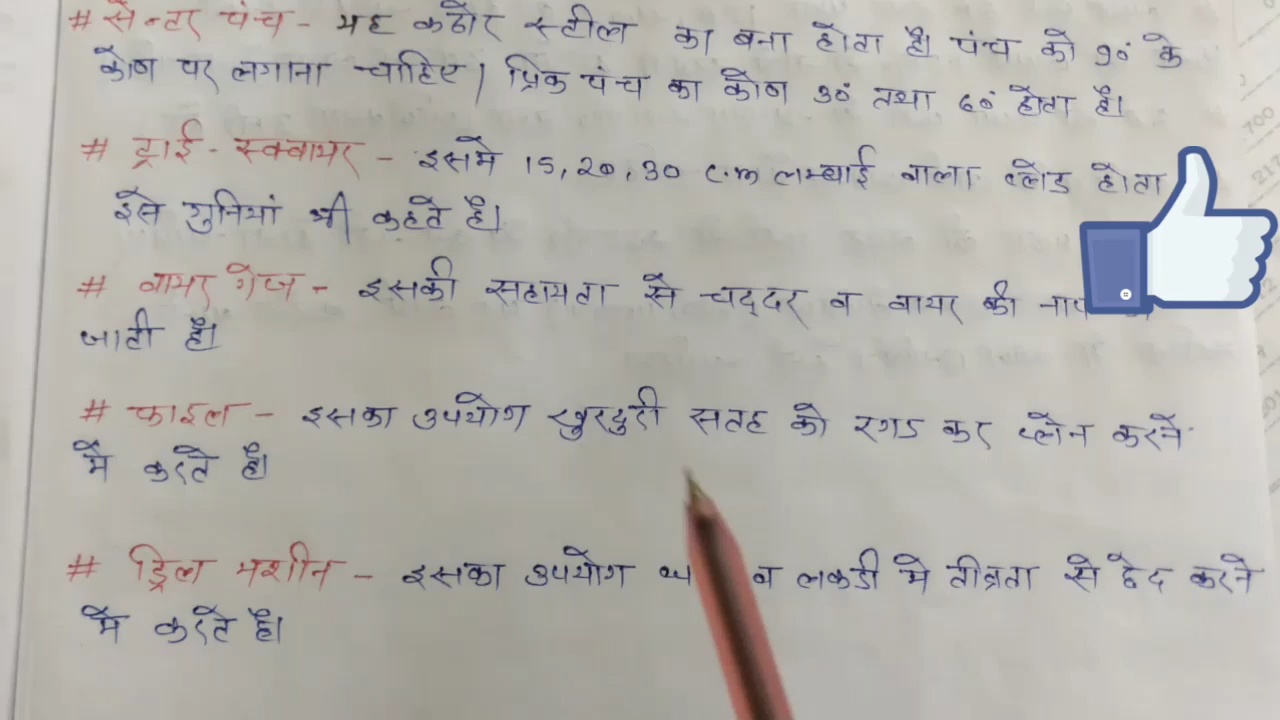 # सेन्टर पंच - यह कठोर स्टील का बना होता है। पंच को 90° के
कोण पर लगाना चाहिए। प्रिक पंच का कोण 30° तथा 60° होता है।
# ट्राई - स्क्वायर - इसमे 15, 20, 30 c.m लम्बाई वाला ब्लेड होता
इसे गुनियां भी कहते है।
# वायर गेज - इसकी सहायता से चद्दर व वायर की
जाती है।
# फाइल - इसका उपयोग खुरदुरी सतह को रगड कर प्लेन करने
मे करते है।
# ड्रिल मशीन - इसका उपयोग व लकडी मे तीव्रता से छेद करने
मे करते है।